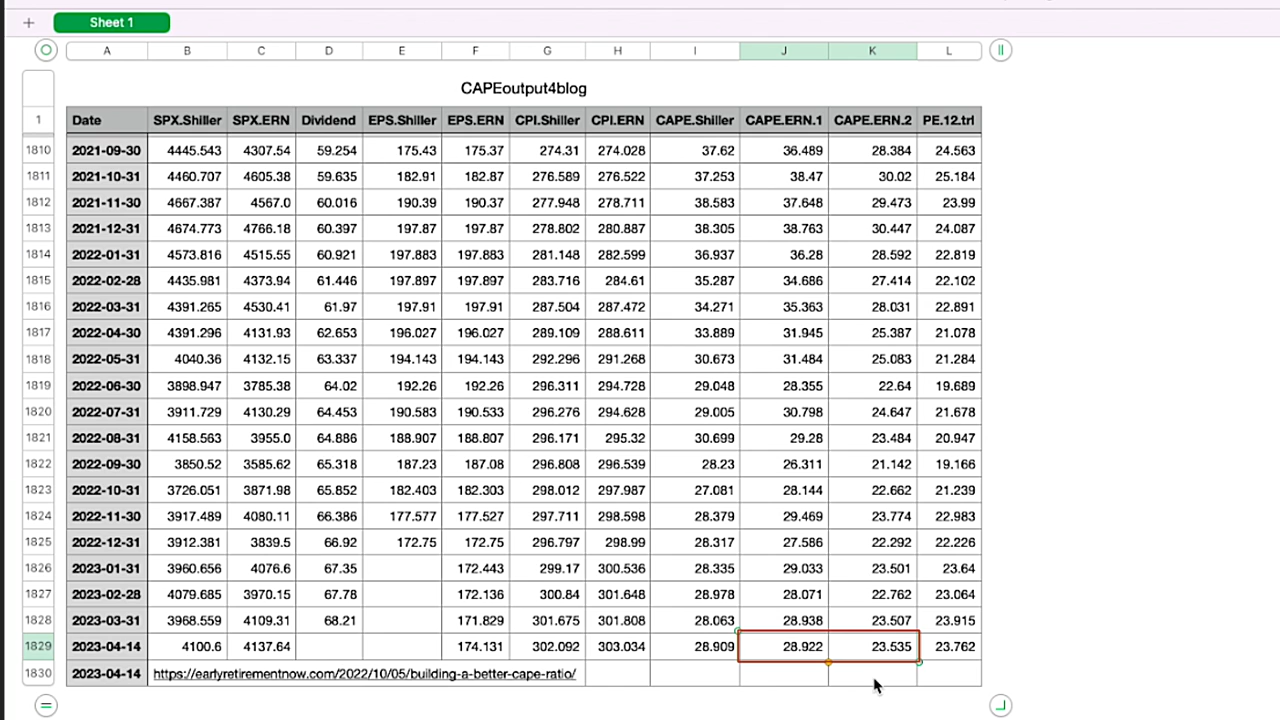 + Sheet 1
A B C D E F G H I J K L
CAPEoutput4blog
1 Date SPX.Shiller SPX.ERN Dividend EPS.Shiller EPS.ERN CPI.Shiller CPI.ERN CAPE.Shiller CAPE.ERN.1 CAPE.ERN.2 PE.12.trl
1810 2021-09-30 4445.543 4307.54 59.254 175.43 175.37 274.31 274.028 37.62 36.489 28.384 24.563
1811 2021-10-31 4460.707 4605.38 59.635 182.91 182.87 276.589 276.522 37.253 38.47 30.02 25.184
1812 2021-11-30 4667.387 4567.0 60.016 190.39 190.37 277.948 278.711 38.583 37.648 29.473 23.99
1813 2021-12-31 4674.773 4766.18 60.397 197.87 197.87 278.802 280.887 38.305 38.763 30.447 24.087
1814 2022-01-31 4573.816 4515.55 60.921 197.883 197.883 281.148 282.599 36.937 36.28 28.592 22.819
1815 2022-02-28 4435.981 4373.94 61.446 197.897 197.897 283.716 284.61 35.287 34.686 27.414 22.102
1816 2022-03-31 4391.265 4530.41 61.97 197.91 197.91 287.504 287.472 34.271 35.363 28.031 22.891
1817 2022-04-30 4391.296 4131.93 62.653 196.027 196.027 289.109 288.611 33.889 31.945 25.387 21.078
1818 2022-05-31 4040.36 4132.15 63.337 194.143 194.143 292.296 291.268 30.673 31.484 25.083 21.284
1819 2022-06-30 3898.947 3785.38 64.02 192.26 192.26 296.311 294.728 29.048 28.355 22.64 19.689
1820 2022-07-31 3911.729 4130.29 64.453 190.583 190.533 296.276 294.628 29.005 30.798 24.647 21.678
1821 2022-08-31 4158.563 3955.0 64.886 188.907 188.807 296.171 295.32 30.699 29.28 23.484 20.947
1822 2022-09-30 3850.52 3585.62 65.318 187.23 187.08 296.808 296.539 28.23 26.311 21.142 19.166
1823 2022-10-31 3726.051 3871.98 65.852 182.403 182.303 298.012 297.987 27.081 28.144 22.662 21.239
1824 2022-11-30 3917.489 4080.11 66.386 177.577 177.527 297.711 298.598 28.379 29.469 23.774 22.983
1825 2022-12-31 3912.381 3839.5 66.92 172.75 172.75 296.797 298.99 28.317 27.586 22.292 22.226
1826 2023-01-31 3960.656 4076.6 67.35 172.443 299.17 300.536 28.335 29.033 23.501 23.64
1827 2023-02-28 4079.685 3970.15 67.78 172.136 300.84 301.648 28.978 28.071 22.762 23.064
1828 2023-03-31 3968.559 4109.31 68.21 171.829 301.675 301.808 28.063 28.938 23.507 23.915
1829 2023-04-14 4100.6 4137.64 174.131 302.092 303.034 28.909 28.922 23.535 23.762
1830 2023-04-14 https://earlyretirementnow.com/2022/10/05/building-a-better-cape-ratio/